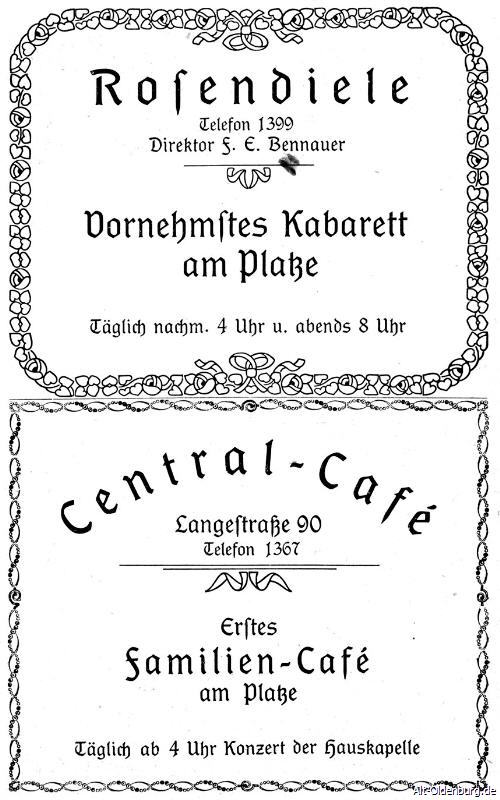 Roſendiele
Telefon 1399
Direktor F. E. Bennauer
Vornehmſtes Kabarett
am Platze
Täglich nachm. 4 Uhr u. abends 8 Uhr
Central-Café
Langeſtraße 90
Telefon 1367
Erſtes
Familien-Café
am Platze
Täglich ab 4 Uhr Konzert der Hauskapelle
Alt-Oldenburg.de